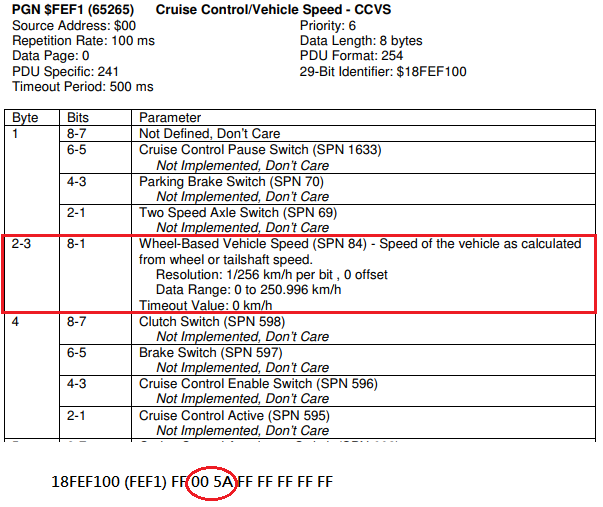 PGN $FEF1 (65265) Cruise Control/Vehicle Speed - CCVS
Source Address: $00 Priority: 6
Repetition Rate: 100 ms Data Length: 8 bytes
Data Page: 0 PDU Format: 254
PDU Specific: 241 29-Bit Identifier: $18FEF100
Timeout Period: 500 ms
Byte Bits Parameter
1 8-7 Not Defined, Don't Care
6-5 Cruise Control Pause Switch (SPN 1633)
Not Implemented, Don't Care
4-3 Parking Brake Switch (SPN 70)
Not Implemented, Don't Care
2-1 Two Speed Axle Switch (SPN 69)
Not Implemented, Don't Care
2-3 8-1 Wheel-Based Vehicle Speed (SPN 84) - Speed of the vehicle as calculated
from wheel or tailshaft speed.
Resolution: 1/256 km/h per bit , 0 offset
Data Range: 0 to 250.996 km/h
Timeout Value: 0 km/h
4 8-7 Clutch Switch (SPN 598)
Not Implemented, Don't Care
6-5 Brake Switch (SPN 597)
Not Implemented, Don't Care
4-3 Cruise Control Enable Switch (SPN 596)
Not Implemented, Don't Care
2-1 Cruise Control Active (SPN 595)
Not Implemented, Don't Care
18FEF100 (FEF1) FF 00 5A FF FF FF FF FF